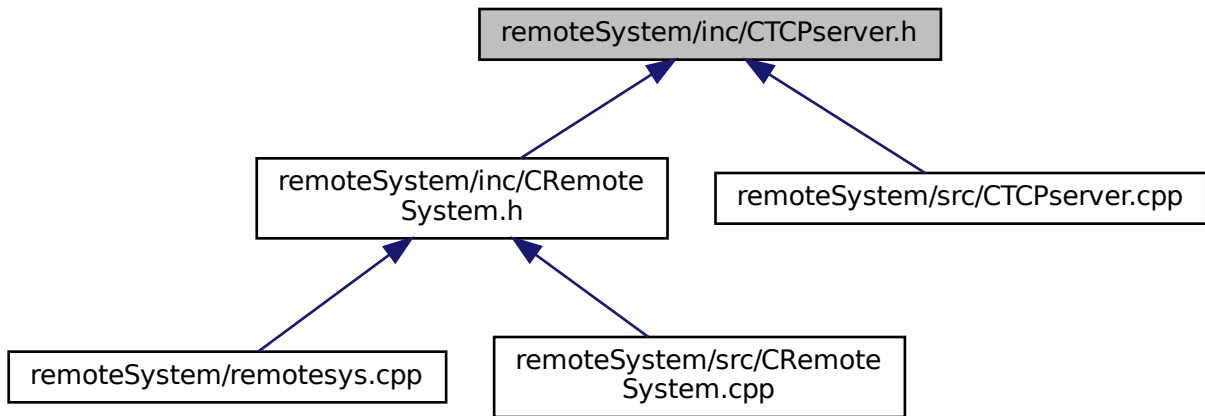 remoteSystem/inc/CTCPserver.h
remoteSystem/inc/CRemote
System.h
remoteSystem/src/CTCPserver.cpp
remoteSystem/remotesys.cpp
remoteSystem/src/CRemote
System.cpp